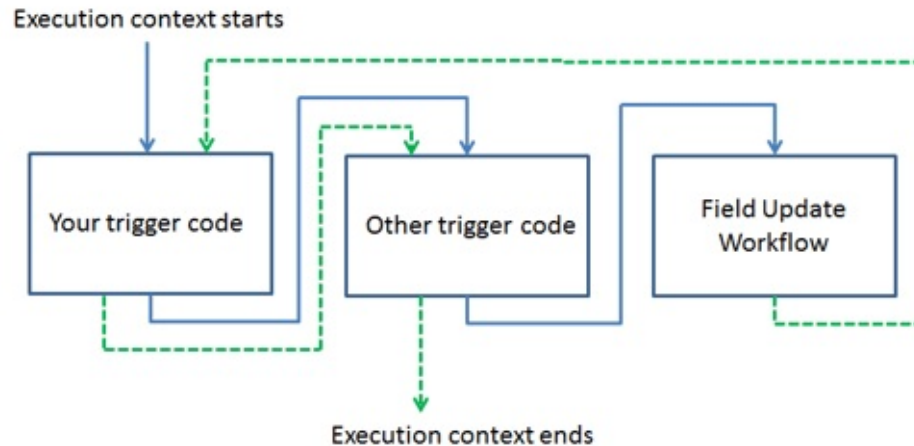 Execution context starts
Your trigger code
Other trigger code
Field Update
Workflow
Execution context ends